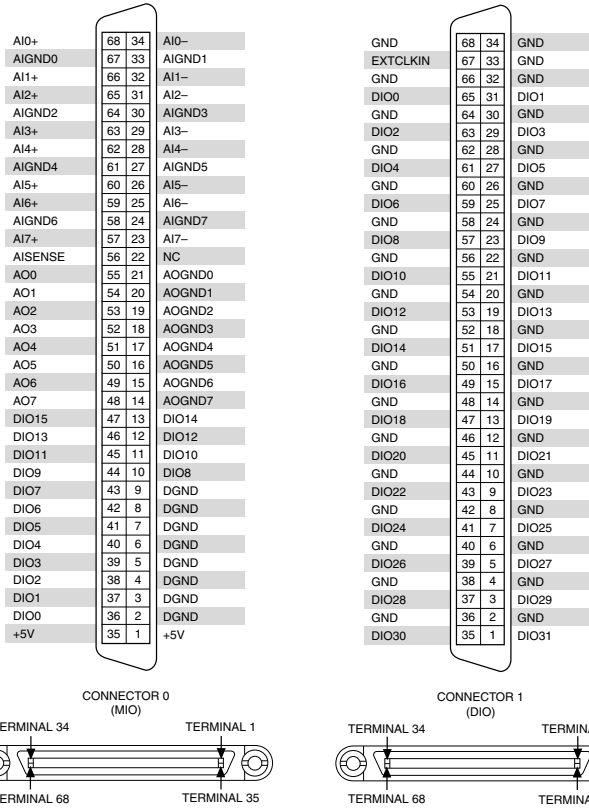 AI0+ 68 34 AI0–
AIGND0 67 33 AIGND1
AI1+ 66 32 AI1–
AI2+ 65 31 AI2–
AIGND2 64 30 AIGND3
AI3+ 63 29 AI3–
AI4+ 62 28 AI4–
AIGND4 61 27 AIGND5
AI5+ 60 26 AI5–
AI6+ 59 25 AI6–
AIGND6 58 24 AIGND7
AI7+ 57 23 AI7–
AISENSE 56 22 NC
AO0 55 21 AOGND0
AO1 54 20 AOGND1
AO2 53 19 AOGND2
AO3 52 18 AOGND3
AO4 51 17 AOGND4
AO5 50 16 AOGND5
AO6 49 15 AOGND6
AO7 48 14 AOGND7
DIO15 47 13 DIO14
DIO13 46 12 DIO12
DIO11 45 11 DIO10
DIO9 44 10 DIO8
DIO7 43 9 DGND
DIO6 42 8 DGND
DIO5 41 7 DGND
DIO4 40 6 DGND
DIO3 39 5 DGND
DIO2 38 4 DGND
DIO1 37 3 DGND
DIO0 36 2 DGND
+5V 35 1 +5V
CONNECTOR 0
(MIO)
TERMINAL 34 TERMINAL 1
TERMINAL 68 TERMINAL 35
GND 68 34 GND
EXTCLKIN 67 33 GND
GND 66 32 GND
DIO0 65 31 DIO1
GND 64 30 GND
DIO2 63 29 DIO3
GND 62 28 GND
DIO4 61 27 DIO5
GND 60 26 GND
DIO6 59 25 DIO7
GND 58 24 GND
DIO8 57 23 DIO9
GND 56 22 GND
DIO10 55 21 DIO11
GND 54 20 GND
DIO12 53 19 DIO13
GND 52 18 GND
DIO14 51 17 DIO15
GND 50 16 GND
DIO16 49 15 DIO17
GND 48 14 GND
DIO18 47 13 DIO19
GND 46 12 GND
DIO20 45 11 DIO21
GND 44 10 GND
DIO22 43 9 DIO23
GND 42 8 GND
DIO24 41 7 DIO25
GND 40 6 GND
DIO26 39 5 DIO27
GND 38 4 GND
DIO28 37 3 DIO29
GND 36 2 GND
DIO30 35 1 DIO31
CONNECTOR 1
(DIO)
TERMINAL 34
TERMINAL 68